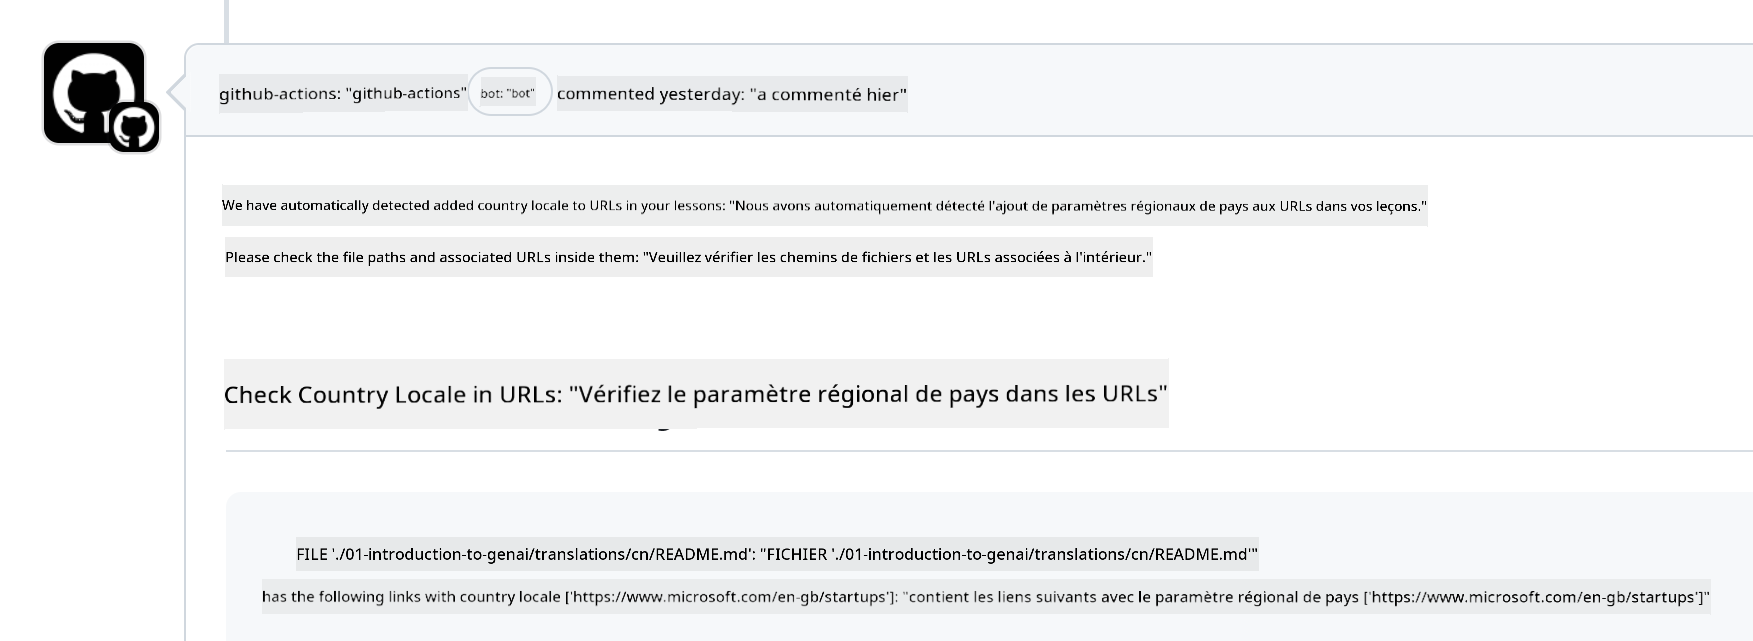 github-actions: "github-actions" bot: "bot" commented yesterday: "a commenté hier"
We have automatically detected added country locale to URLs in your lessons: "Nous avons automatiquement détecté l'ajout de paramètres régionaux de pays aux URLs dans vos leçons."
Please check the file paths and associated URLs inside them: "Veuillez vérifier les chemins de fichiers et les URLs associées à l'intérieur."
Check Country Locale in URLs: "Vérifiez le paramètre régional de pays dans les URLs"
FILE './01-introduction-to-genai/translations/cn/README.md': "FICHIER './01-introduction-to-genai/translations/cn/README.md'"
has the following links with country locale ['https://www.microsoft.com/en-gb/startups']: "contient les liens suivants avec le paramètre régional de pays ['https://www.microsoft.com/en-gb/startups']"